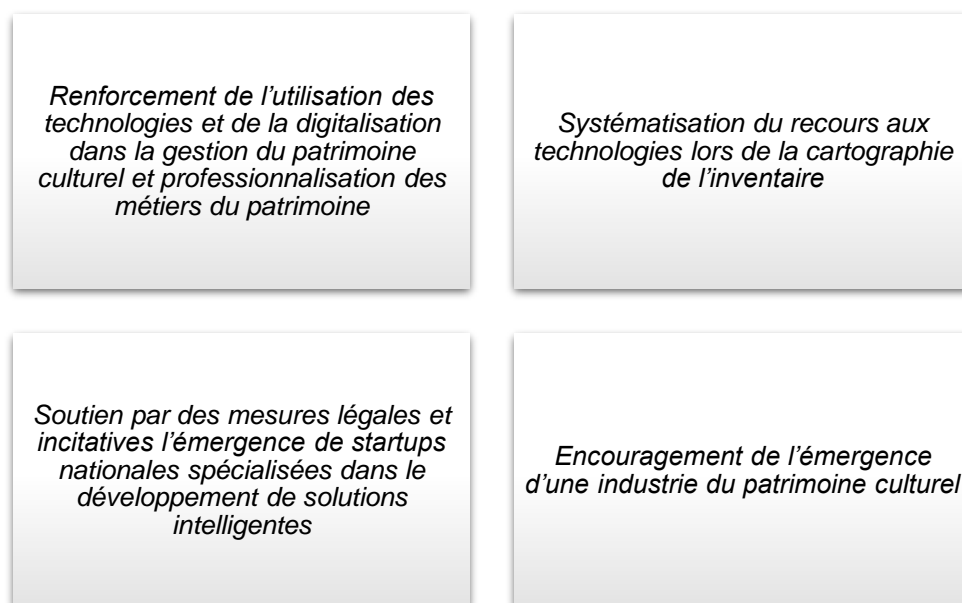 Renforcement de l’utilisation des
technologies et de la digitalisation
dans la gestion du patrimoine
culturel et professionnalisation des
métiers du patrimoine
Systématisation du recours aux
technologies lors de la cartographie
de l’inventaire
Soutien par des mesures légales et
incitatives l’émergence de startups
nationales spécialisées dans le
développement de solutions
intelligentes
Encouragement de l’émergence
d’une industrie du patrimoine culturel